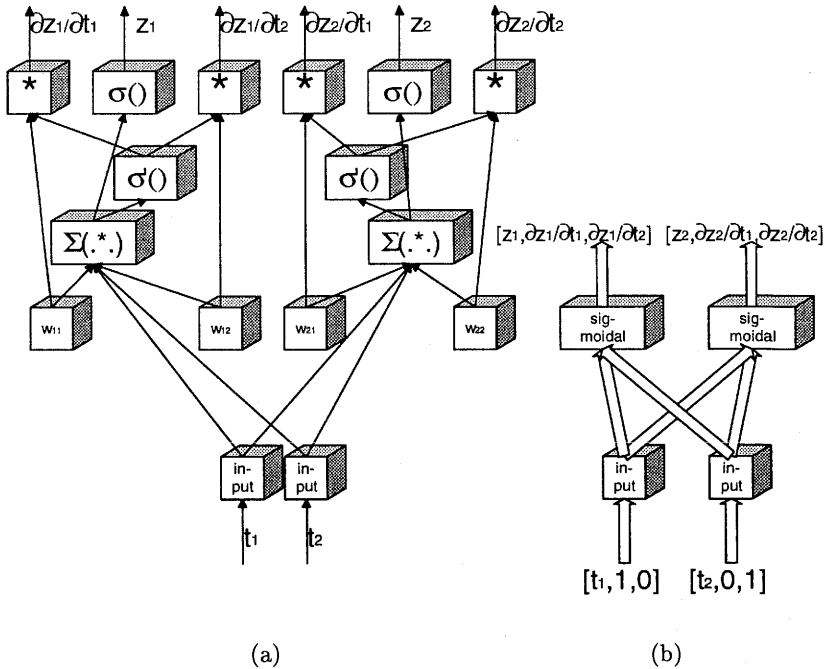 ∂z₁/∂t₁ z₁ ∂z₁/∂t₂ ∂z₂/∂t₁ z₂ ∂z₂/∂t₂
* σ() * * σ() *
σ'() σ'()
Σ(.*.) Σ(.*.)
w₁₁ w₁₂ w₂₁ w₂₂
in-
put
in-
put
t₁ t₂
(a)
[z₁,∂z₁/∂t₁,∂z₁/∂t₂] [z₂,∂z₂/∂t₁,∂z₂/∂t₂]
sig-
moidal
sig-
moidal
in-
put
in-
put
[t₁,1,0] [t₂,0,1]
(b)